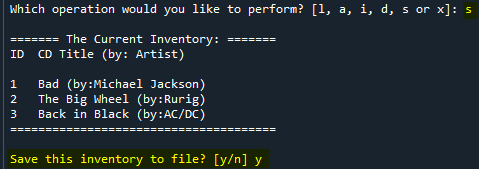 Which operation would you like to perform? [l, a, i, d, s or x]: s
======= The Current Inventory: =======
ID  CD Title (by: Artist)
1   Bad (by:Michael Jackson)
2   The Big Wheel (by:Rurig)
3   Back in Black (by:AC/DC)
======================================
Save this inventory to file? [y/n] y